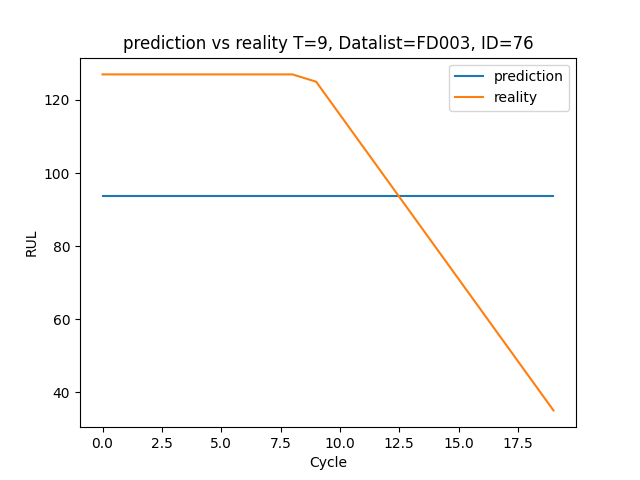 prediction vs reality T=9, Datalist=FD003, ID=76
prediction
reality
RUL
120
100
80
60
40
0.0 2.5 5.0 7.5 10.0 12.5 15.0 17.5
Cycle